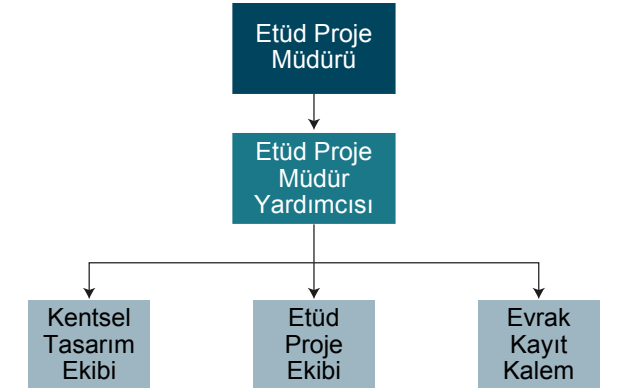 Etüd Proje
Müdürü
Etüd Proje
Müdür
Yardımcısı
Kentsel
Tasarım
Ekibi
Etüd
Proje
Ekibi
Evrak
Kayıt
Kalem